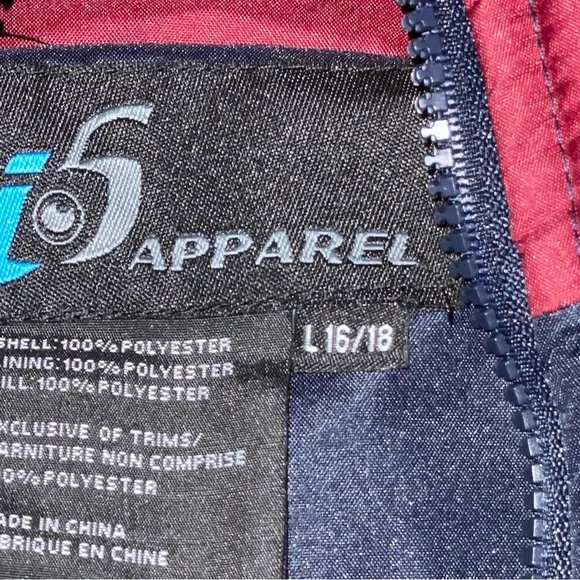 i5 APPAREL
L 16/18
SHELL:100% POLYESTER
INING:100% POLYESTER
ILL:100% POLYESTER
XCLUSIVE OF TRIMS/
ARNITURE NON COMPRISE
0% POLYESTER
ADE IN CHINA
ABRIQUE EN CHINE